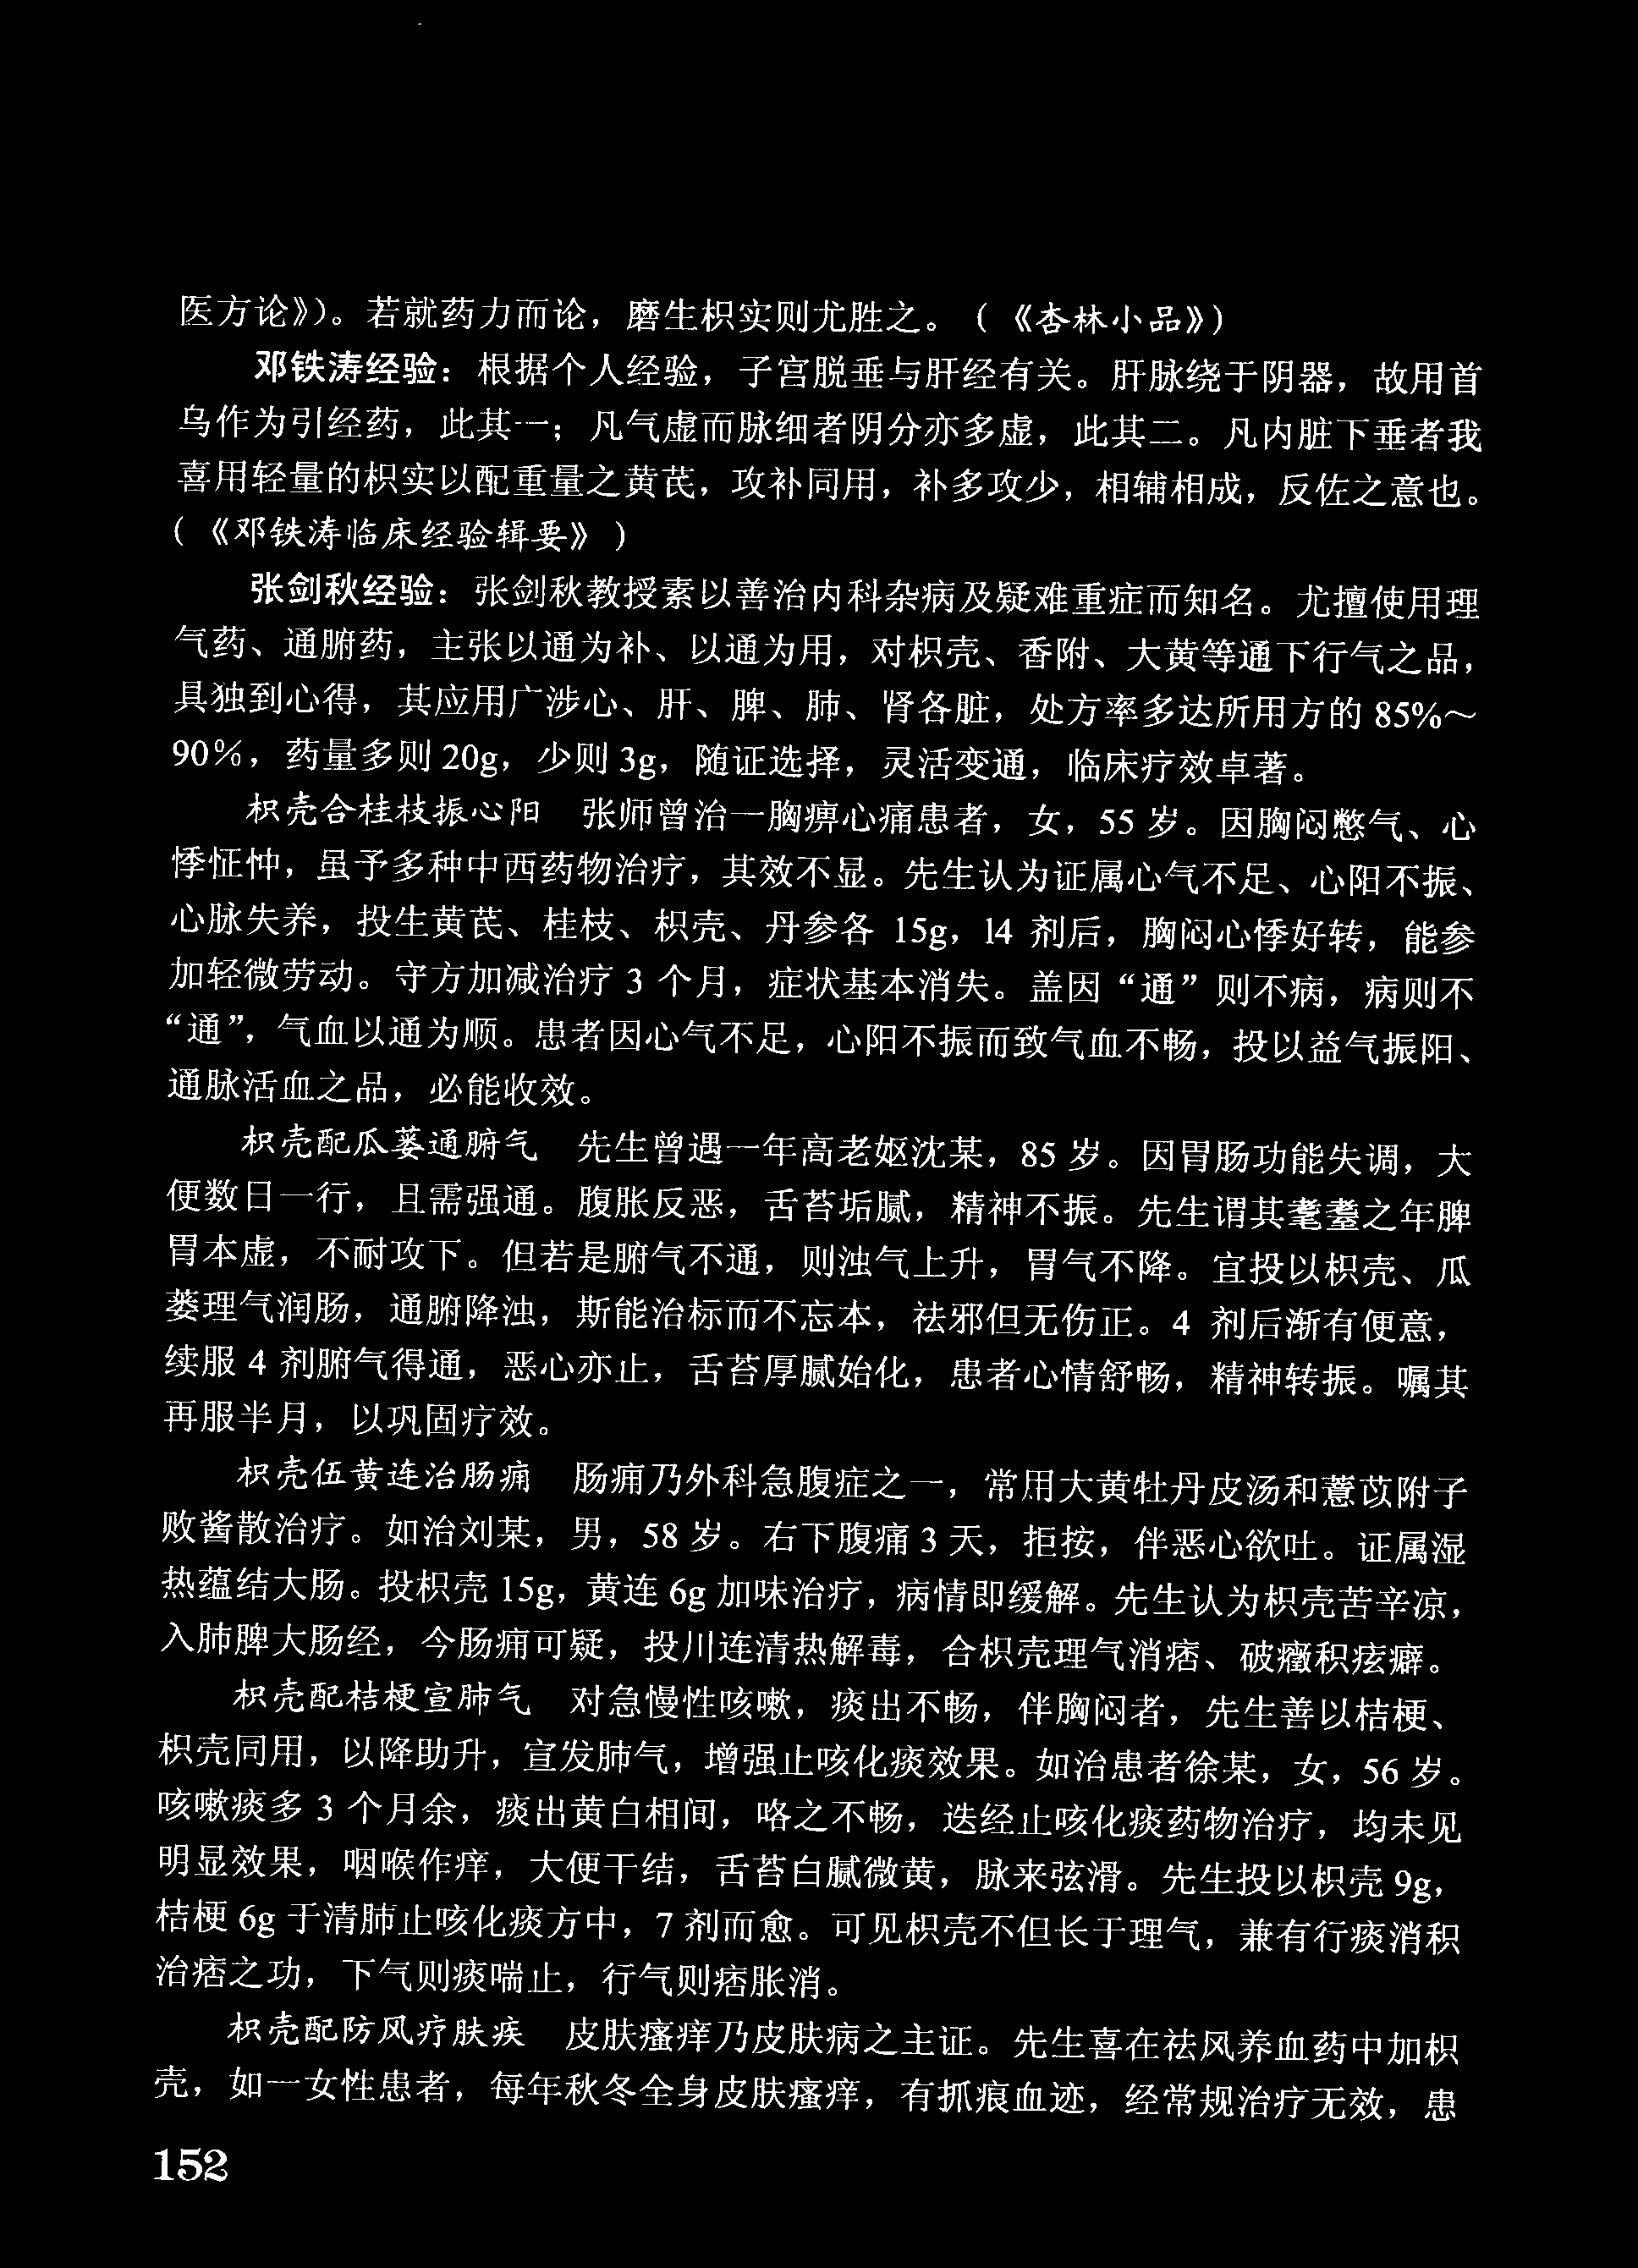 医方论》)。若就药力而论，磨生枳实则尤胜之。（《杏林小品》)
邓铁涛经验：根据个人经验，子宫脱垂与肝经有关。肝脉绕于阴器，故用首
乌作为引经药，此其一；凡气虚而脉细者阴分亦多虚，此其二。凡内脏下垂者我
喜用轻量的枳实以配重量之黄芪，攻补同用，补多攻少，相辅相成，反佐之意也。
（《邓铁涛临床经验辑要》）
张剑秋经验：张剑秋教授素以善治内科杂病及疑难重症而知名。尤擅使用理
气药、通腑药，主张以通为补、以通为用，对枳壳、香附、大黄等通下行气之品，
具独到心得，其应用广涉心、肝、脾、肺、肾各脏，处方率多达所用方的 85%～
90%，药量多则 20g，少则 3g，随证选择，灵活变通，临床疗效卓著。
枳壳合桂枝振心阳　张师曾治一胸痹心痛患者，女，55 岁。因胸闷憋气、心
悸怔忡，虽予多种中西药物治疗，其效不显。先生认为证属心气不足、心阳不振、
心脉失养，投生黄芪、桂枝、枳壳、丹参各 15g，14 剂后，胸闷心悸好转，能参
加轻微劳动。守方加减治疗 3 个月，症状基本消失。盖因“通”则不病，病则不
“通”，气血以通为顺。患者因心气不足，心阳不振而致气血不畅，投以益气振阳、
通脉活血之品，必能收效。
枳壳配瓜蒌通腑气　先生曾遇一年高老妪沈某，85 岁。因胃肠功能失调，大
便数日一行，且需强通。腹胀反恶，舌苔垢腻，精神不振。先生谓其耄耋之年脾
胃本虚，不耐攻下。但若是腑气不通，则浊气上升，胃气不降。宜投以枳壳、瓜
蒌理气润肠，通腑降浊，斯能治标而不忘本，祛邪但无伤正。4 剂后渐有便意，
续服 4 剂腑气得通，恶心亦止，舌苔厚腻始化，患者心情舒畅，精神转振。嘱其
再服半月，以巩固疗效。
枳壳伍黄连治肠痈　肠痈乃外科急腹症之一，常用大黄牡丹皮汤和薏苡附子
败酱散治疗。如治刘某，男，58 岁。右下腹痛 3 天，拒按，伴恶心欲吐。证属湿
热蕴结大肠。投枳壳 15g，黄连 6g 加味治疗，病情即缓解。先生认为枳壳苦辛凉，
入肺脾大肠经，今肠痈可疑，投川连清热解毒，合枳壳理气消痞、破癥积痃癖。
枳壳配桔梗宣肺气　对急慢性咳嗽，痰出不畅，伴胸闷者，先生善以桔梗、
枳壳同用，以降助升，宣发肺气，增强止咳化痰效果。如治患者徐某，女，56 岁。
咳嗽痰多 3 个月余，痰出黄白相间，咯之不畅，迭经止咳化痰药物治疗，均未见
明显效果，咽喉作痒，大便干结，舌苔白腻微黄，脉来弦滑。先生投以枳壳 9g，
桔梗 6g 于清肺止咳化痰方中，7 剂而愈。可见枳壳不但长于理气，兼有行痰消积
治痞之功，下气则痰喘止，行气则痞胀消。
枳壳配防风疗肤疾　皮肤瘙痒乃皮肤病之主证。先生喜在祛风养血药中加枳
壳，如一女性患者，每年秋冬全身皮肤瘙痒，有抓痕血迹，经常规治疗无效，患
152